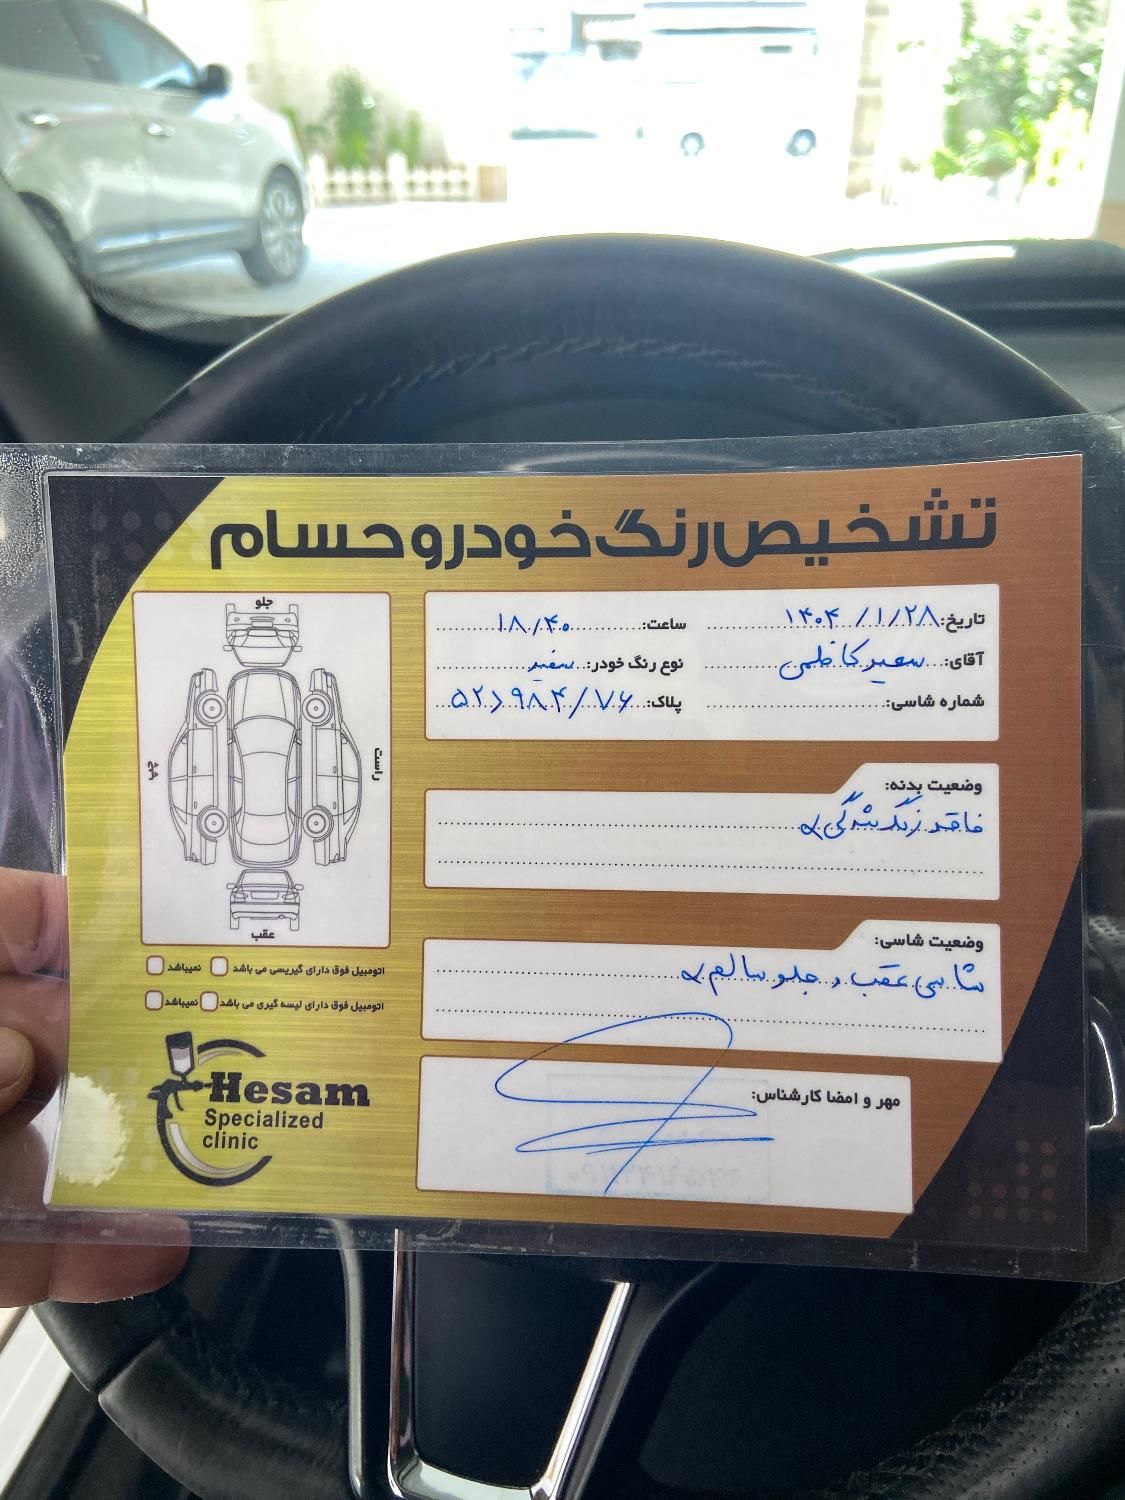 تشخیص رنگ خودرو حسام
تاریخ: ۱۴۰۴/۱/۲۸
ساعت: ۱۸/۴۰
آقای: سعید کاظمی
نوع رنگ خودر: سفید
شماره شاسی:
پلاک: ۷۶/۹۸۴د۵۲
وضعیت بدنه:
فاقد رنگ شدگی
وضعیت شاسی:
شاسی عقب و جلو سالم
مهر و امضا کارشناس:
جلو
راست
چپ
عقب
اتومبیل فوق دارای گیریسی می باشد نمیباشد
اتومبیل فوق دارای لیسه گیری می باشد نمیباشد
Hesam
Specialized
clinic